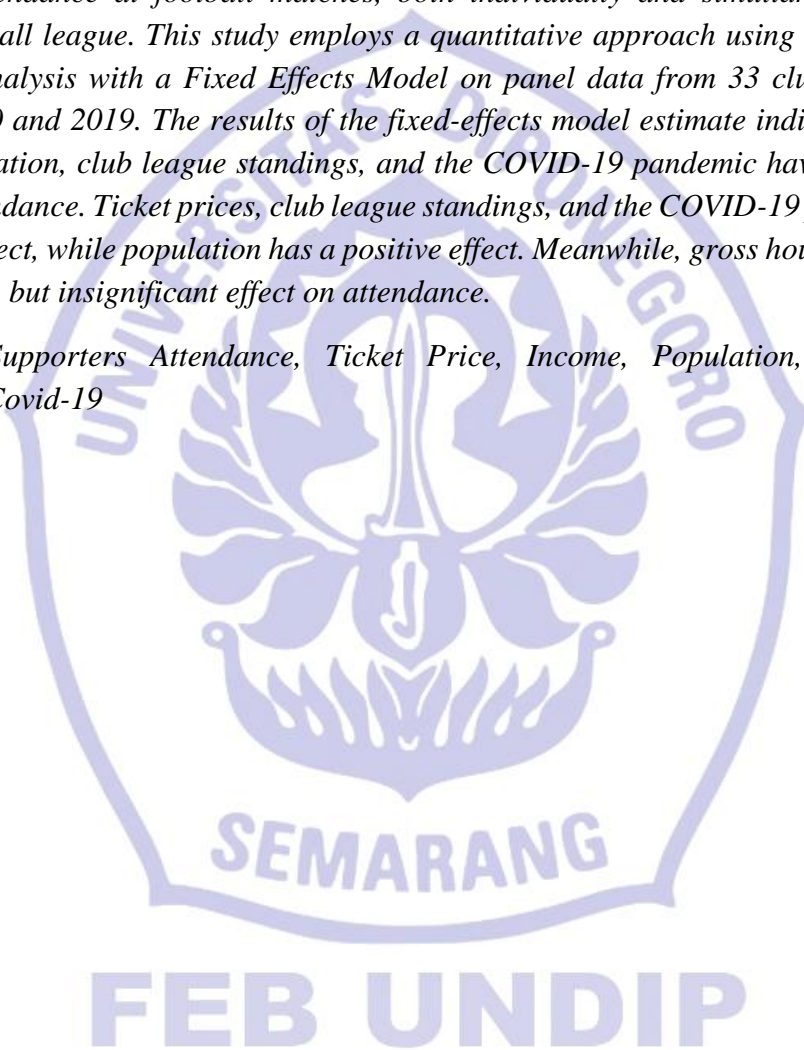 at football matches, both individually and simultan
all league. This study employs a quantitative approach using
nalysis with a Fixed Effects Model on panel data from 33 clu
and 2019. The results of the fixed-effects model estimate indi
ation, club league standings, and the COVID-19 pandemic hav
ndance. Ticket prices, club league standings, and the COVID-19
ect, while population has a positive effect. Meanwhile, gross hou
but insignificant effect on attendance.
Supporters Attendance, Ticket Price, Income, Population,
Covid-19
UNIVERSITAS DIPONEGORO
SEMARANG
FEB UNDIP